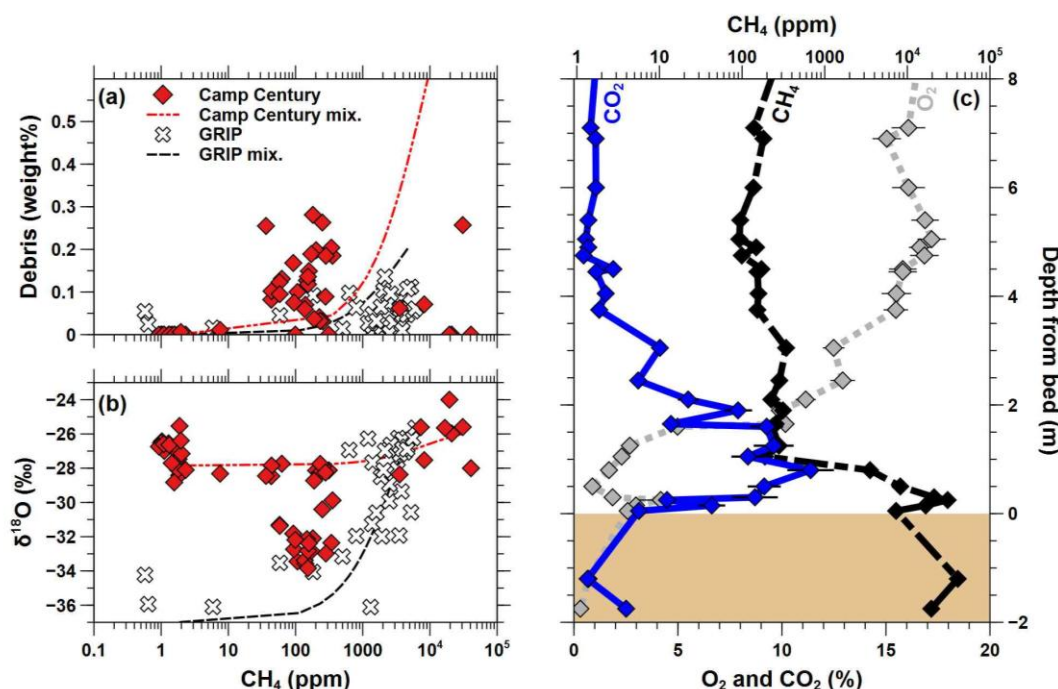 (a)
Camp Century
Camp Century mix.
GRIP
GRIP mix.
Debris (weight%)
0.5
0.4
0.3
0.2
0.1
0
(b)
δ¹⁸O (‰)
−24
−26
−28
−30
−32
−34
−36
0.1 1 10 100 1000 10⁴ 10⁵
CH₄ (ppm)
CH₄ (ppm)
1 10 100 1000 10⁴ 10⁵
(c)
CO₂
CH₄
O₂
8
6
4
2
0
−2
Depth from bed (m)
0 5 10 15 20
O₂ and CO₂ (%)